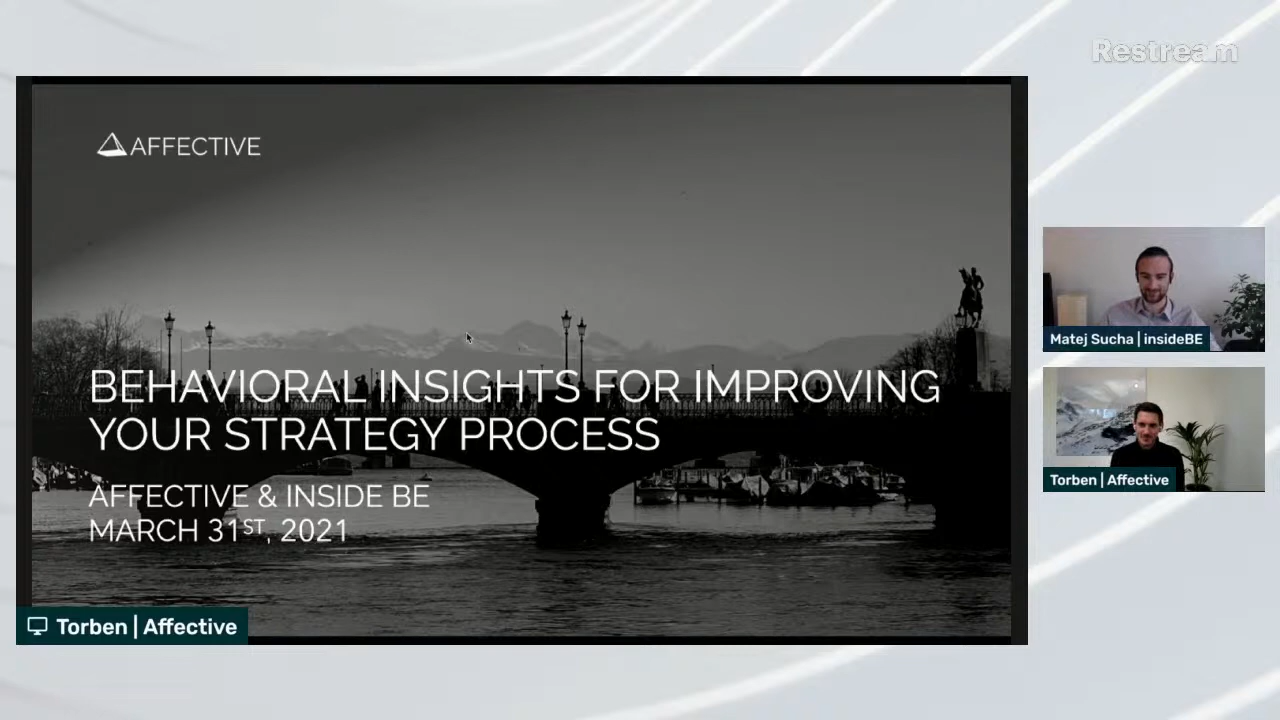 Restream
AFFECTIVE
BEHAVIORAL INSIGHTS FOR IMPROVING
YOUR STRATEGY PROCESS
AFFECTIVE & INSIDE BE
MARCH 31ST, 2021
Torben | Affective
Matej Sucha | insideBE
Torben | Affective